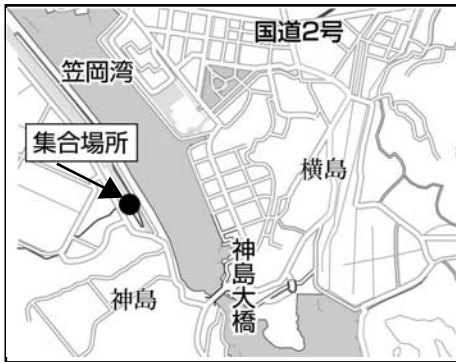 国道2号
笠岡湾
集合場所
横島
神島大橋
神島